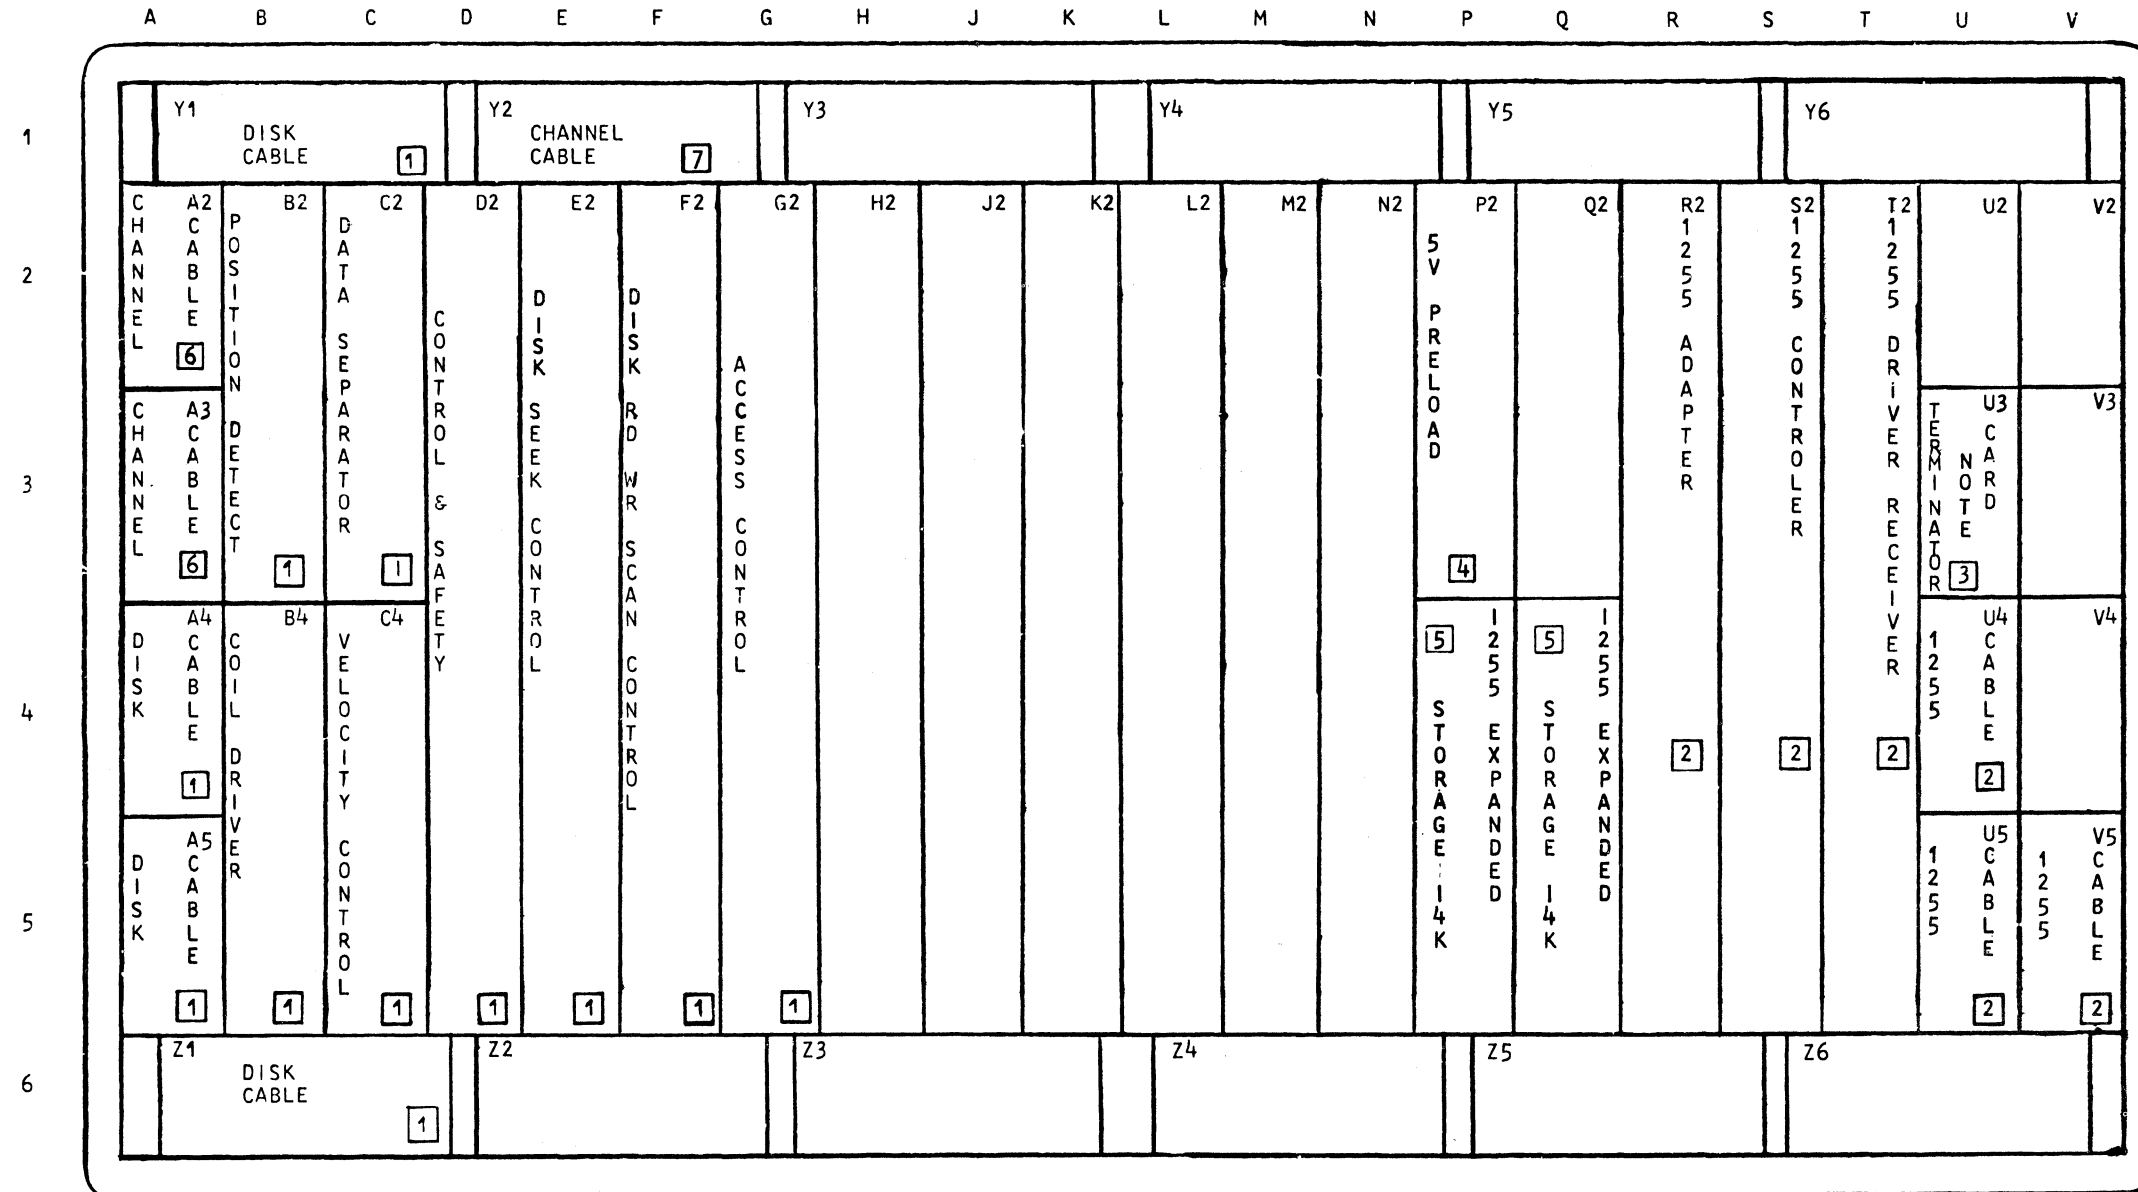 A B C D E F G H J K L M N P Q R S T U V
1
Y1
DISK
CABLE
1
Y2
CHANNEL
CABLE
7
Y3
Y4
Y5
Y6
2
3
4
5
A2
CHANNEL
CABLE
6
A3
CHANNEL
CABLE
6
A4
DISK
CABLE
1
A5
DISK
CABLE
1
B2
POSITION DETECT
1
B4
COIL DRIVER
1
C2
DATA SEPARATOR
1
C4
VELOCITY CONTROL
1
D2
CONTROL & SAFETY
1
E2
DISK SEEK CONTROL
1
F2
DISK RD WR SCAN CONTROL
1
G2
ACCESS CONTROL
1
H2
J2
K2
L2
M2
N2
P2
5V PRELOAD
4
5
1255 EXPANDED
STORAGE 14K
Q2
5
1255 EXPANDED
STORAGE 14K
R2
1255 ADAPTER
2
S2
1255 CONTROLER
2
T2
1255 DRIVER RECEIVER
2
U2
U3
TERMINATOR
CARD
NOTE
3
U4
1255
CABLE
2
U5
1255
CABLE
2
V2
V3
V4
V5
1255
CABLE
2
6
Z1
DISK
CABLE
1
Z2
Z3
Z4
Z5
Z6